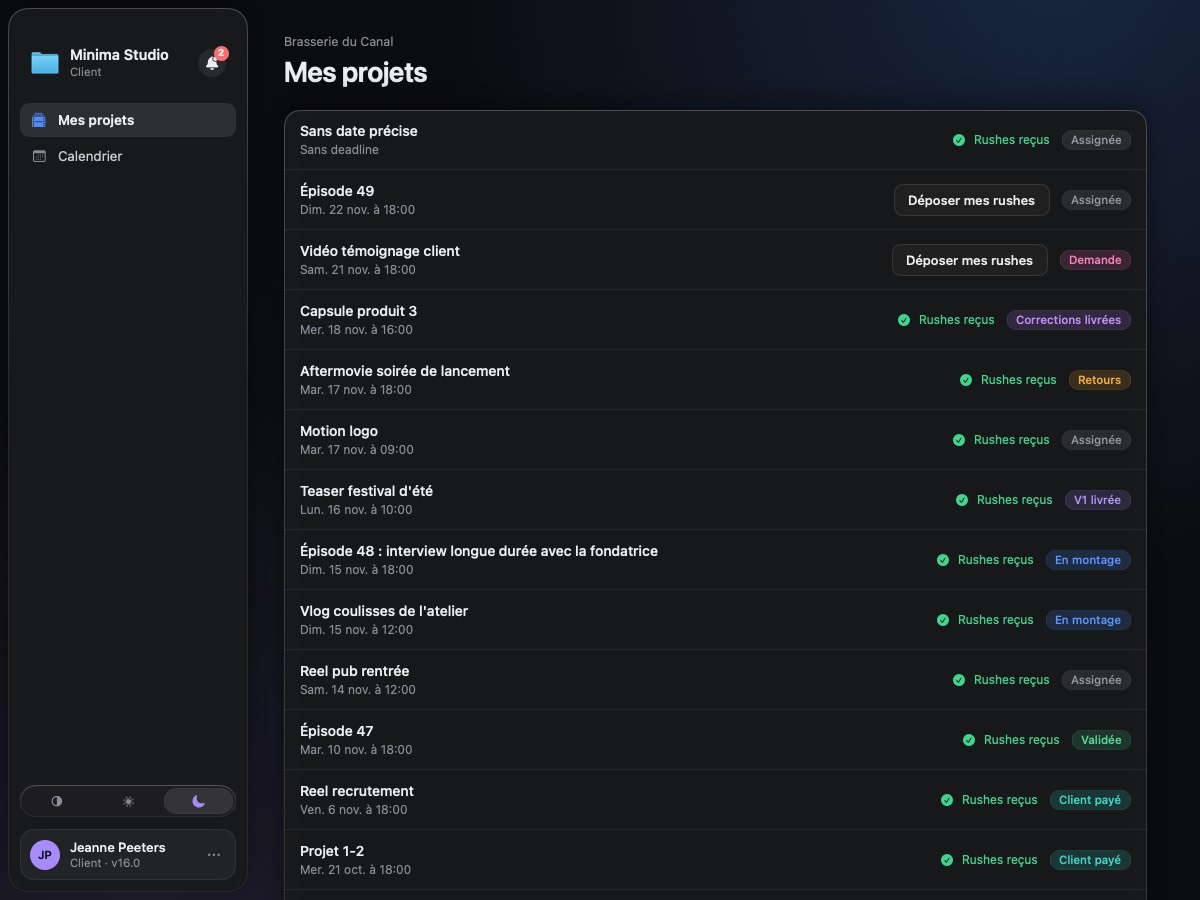 Minima Studio
Client
2
Mes projets
Calendrier
JP
Jeanne Peeters
Client · v16.0
Brasserie du Canal
Mes projets
Sans date précise
Sans deadline
Rushes reçus
Assignée
Épisode 49
Dim. 22 nov. à 18:00
Déposer mes rushes
Assignée
Vidéo témoignage client
Sam. 21 nov. à 18:00
Déposer mes rushes
Demande
Capsule produit 3
Mer. 18 nov. à 16:00
Rushes reçus
Corrections livrées
Aftermovie soirée de lancement
Mar. 17 nov. à 18:00
Rushes reçus
Retours
Motion logo
Mar. 17 nov. à 09:00
Rushes reçus
Assignée
Teaser festival d'été
Lun. 16 nov. à 10:00
Rushes reçus
V1 livrée
Épisode 48 : interview longue durée avec la fondatrice
Dim. 15 nov. à 18:00
Rushes reçus
En montage
Vlog coulisses de l'atelier
Dim. 15 nov. à 12:00
Rushes reçus
En montage
Reel pub rentrée
Sam. 14 nov. à 12:00
Rushes reçus
Assignée
Épisode 47
Mar. 10 nov. à 18:00
Rushes reçus
Validée
Reel recrutement
Ven. 6 nov. à 18:00
Rushes reçus
Client payé
Projet 1-2
Mer. 21 oct. à 18:00
Rushes reçus
Client payé